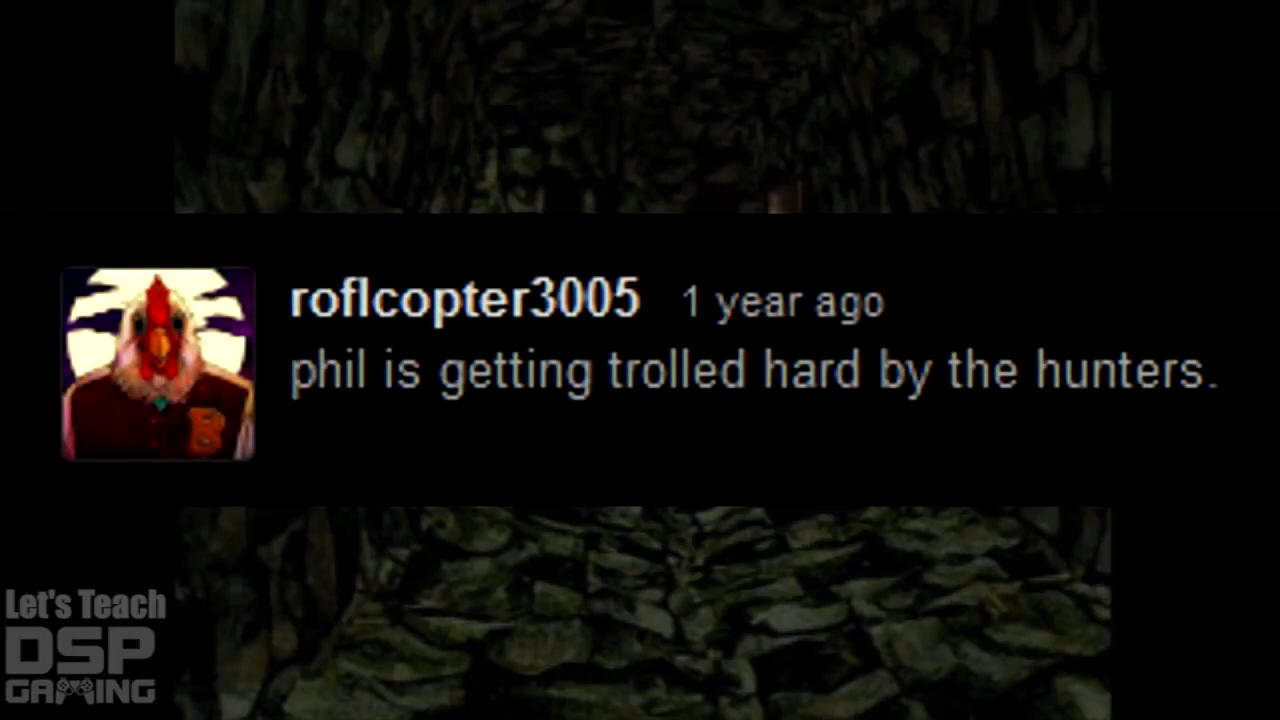 roflcopter3005 1 year ago
phil is getting trolled hard by the hunters.
B
Let's Teach
DSP
GAMING